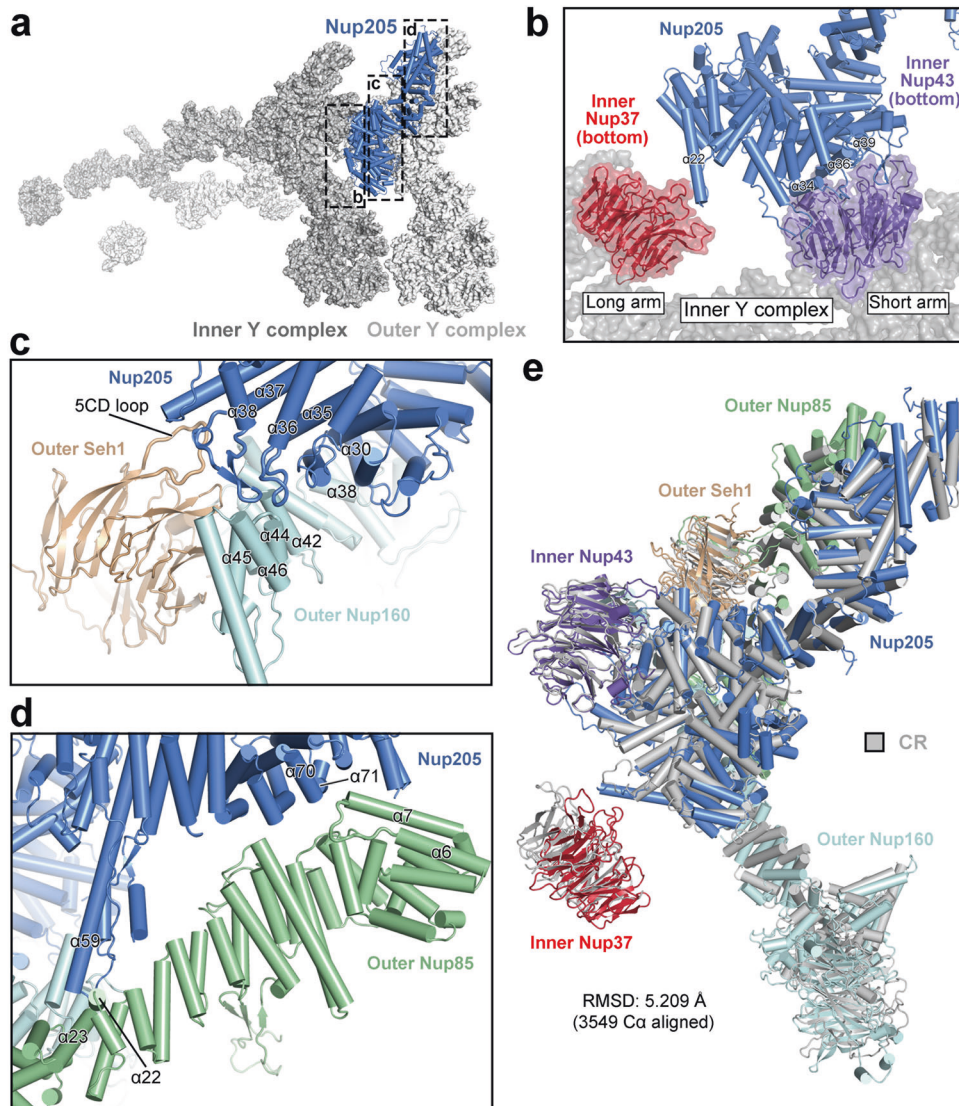 a
Nup205
d
c
b
Inner Y complex
Outer Y complex
b
Nup205
Inner
Nup43
(bottom)
Inner
Nup37
(bottom)
α22
α39
α36
α34
Long arm
Inner Y complex
Short arm
c
Nup205
5CD loop
α37
α38
α35
α36
Outer Seh1
α30
α38
α44
α42
α45
α46
Outer Nup160
d
Nup205
α70
α71
α7
α6
α59
Outer Nup85
α23
α22
e
Outer Nup85
Outer Seh1
Inner Nup43
Nup205
CR
Outer Nup160
Inner Nup37
RMSD: 5.209 Å
(3549 Cα aligned)